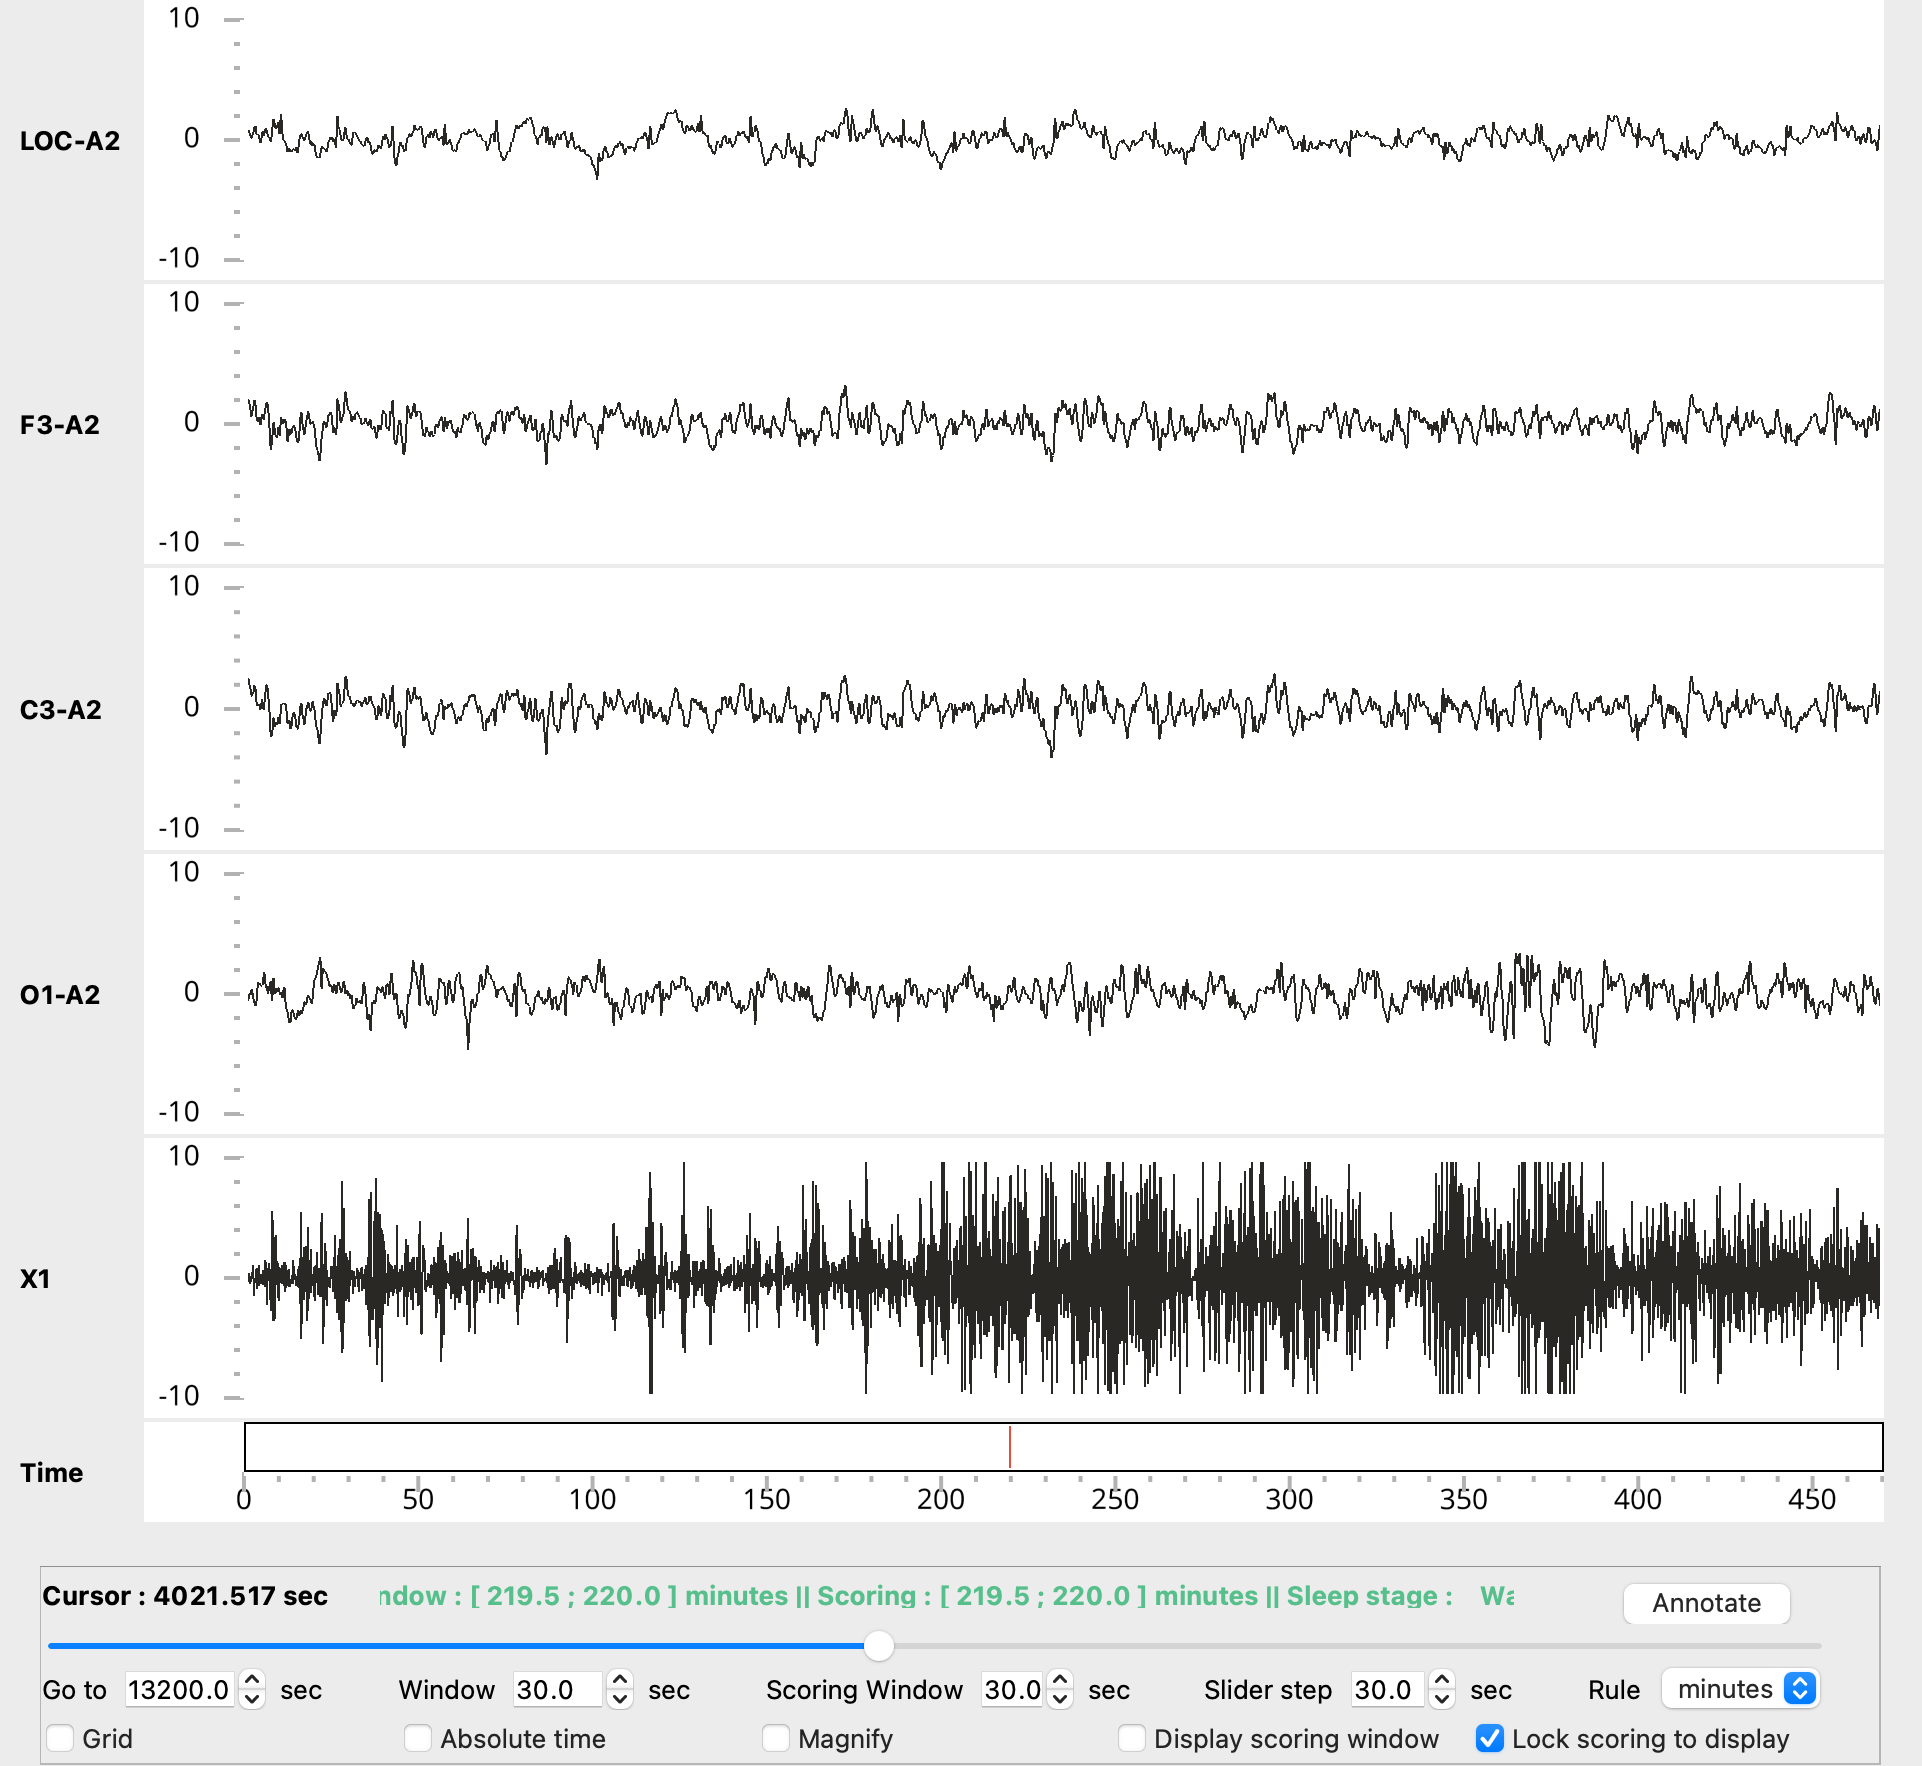 10
LOC-A2 0
-10
10
F3-A2 0
-10
10
C3-A2 0
-10
10
O1-A2 0
-10
10
X1 0
-10
Time
0 50 100 150 200 250 300 350 400 450
Cursor : 4021.517 sec ndow : [ 219.5 ; 220.0 ] minutes || Scoring : [ 219.5 ; 220.0 ] minutes || Sleep stage : Wa Annotate
Go to 13200.0 sec Window 30.0 sec Scoring Window 30.0 sec Slider step 30.0 sec Rule minutes
Grid Absolute time Magnify Display scoring window Lock scoring to display